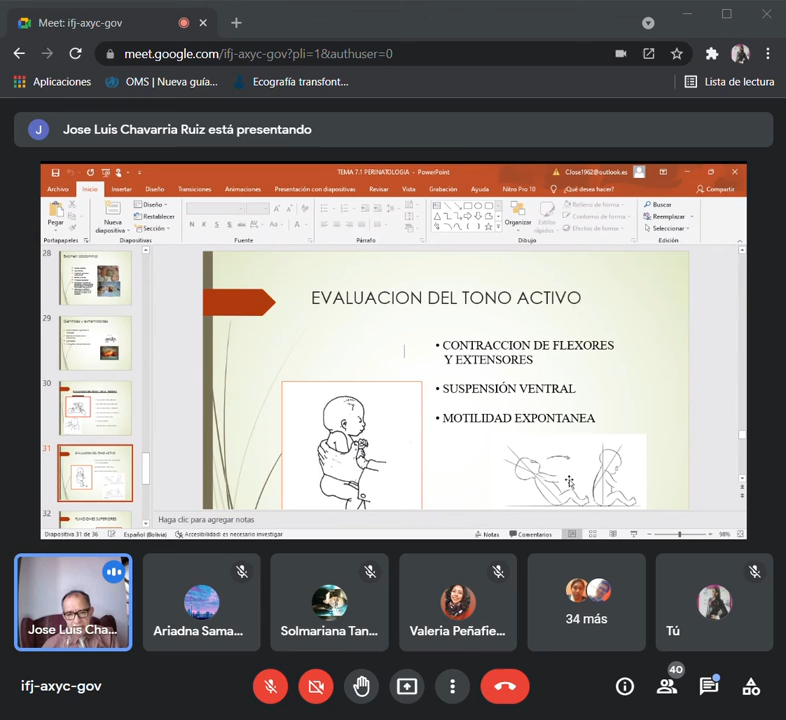 Meet: ifj-axyc-gov
meet.google.com/ifj-axyc-gov?pli=1&authuser=0
Aplicaciones
OMS | Nueva guía...
Ecografía transfont...
Lista de lectura
J
Jose Luis Chavarria Ruiz está presentando
TEMA 7.1 PERINATOLOGIA - PowerPoint
Close1962@outlook.es
Archivo Inicio Insertar Diseño Transiciones Animaciones Presentación con diapositivas Revisar Vista Grabación Ayuda Nitro Pro 10 ¿Qué desea hacer? Compartir
Pegar
Nueva diapositiva
Diseño
Restablecer
Sección
Organizar
Estilos rápidos
Relleno de forma
Contorno de forma
Efectos de forma
Buscar
Reemplazar
Seleccionar
Portapapeles Diapositivas Fuente Párrafo Dibujo Edición
28
29
30
31
32
EVALUACION DEL TONO ACTIVO
• CONTRACCION DE FLEXORES
Y EXTENSORES
• SUSPENSIÓN VENTRAL
• MOTILIDAD EXPONTANEA
Haga clic para agregar notas
Diapositiva 31 de 36 Español (Bolivia) Accesibilidad: es necesario investigar Notas Comentarios 98%
Jose Luis Cha...
Ariadna Sama...
Solmariana Tan...
Valeria Peñafie...
34 más
Tú
ifj-axyc-gov
40